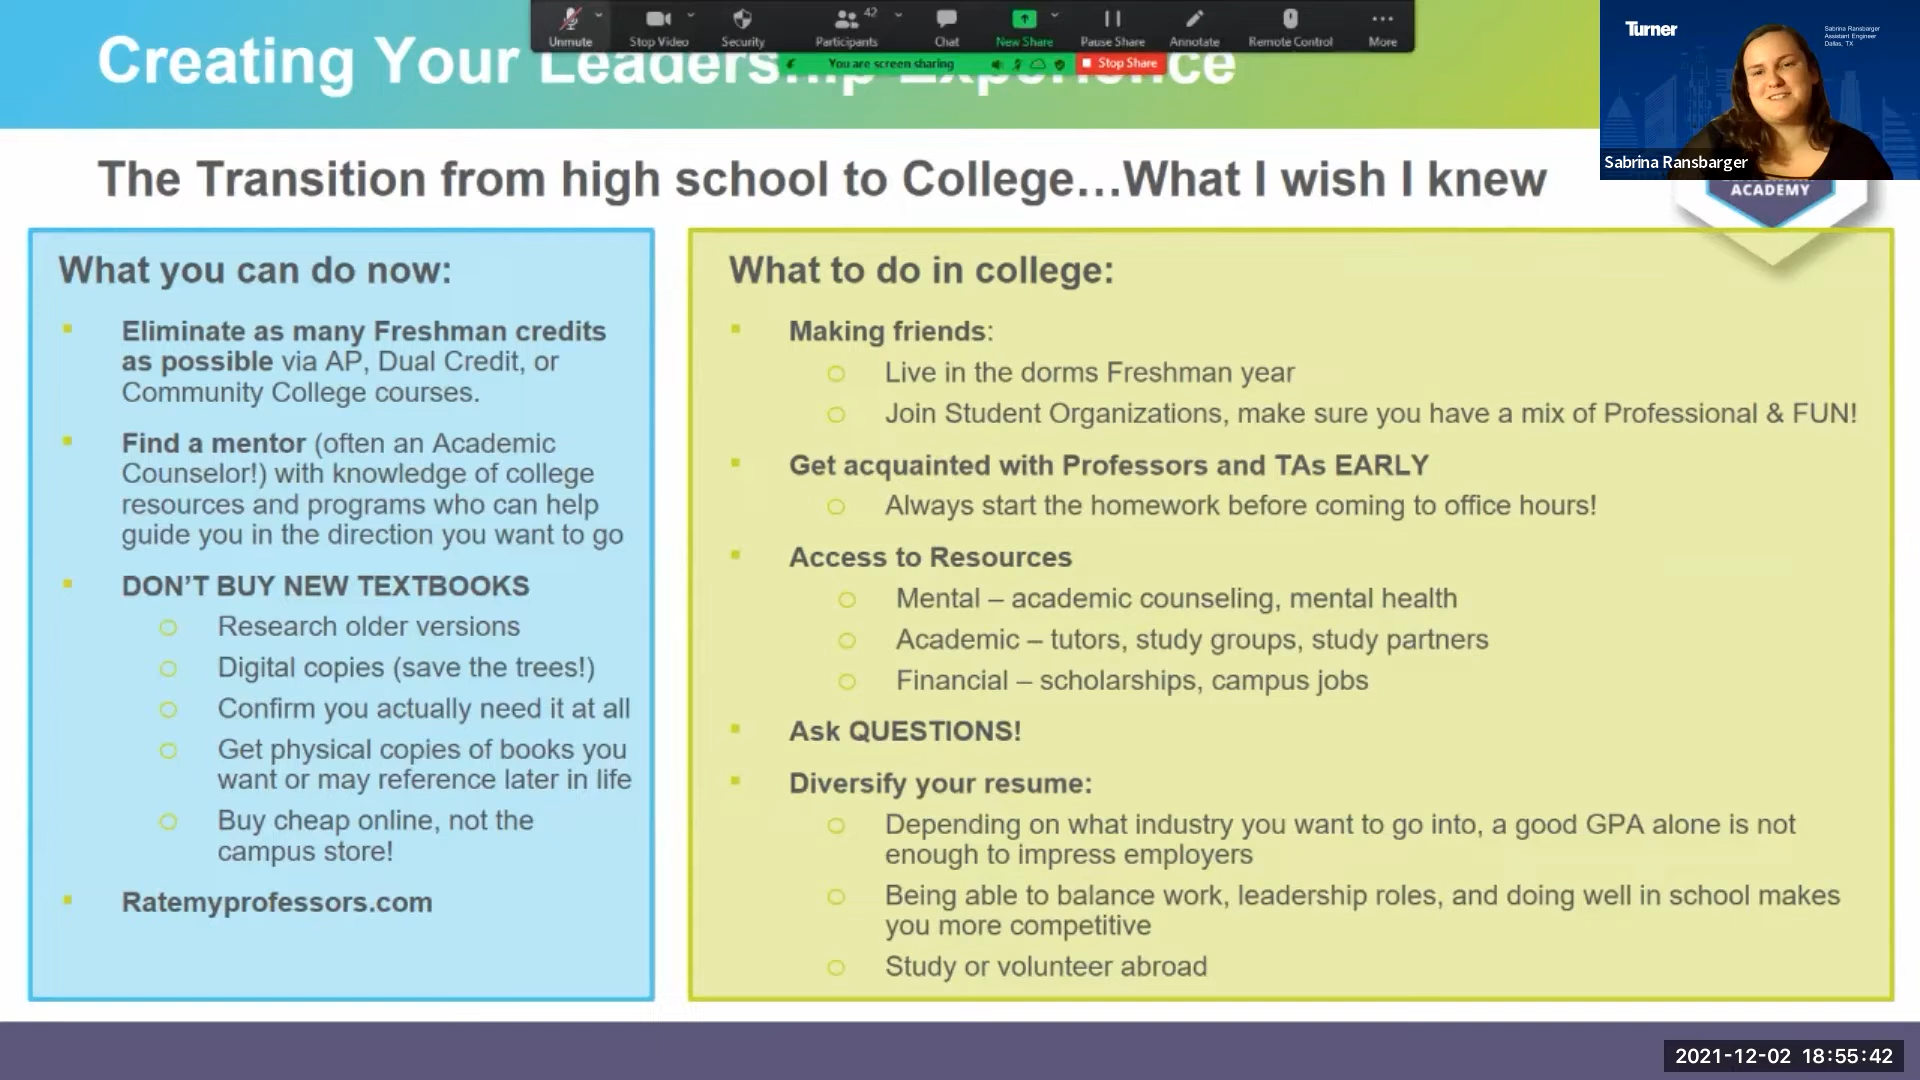 Unmute
Stop Video
Security
42
Participants
Chat
New Share
Pause Share
Annotate
Remote Control
More
You are screen sharing
Stop Share
Creating Your Leadership Experience
Turner
Sabrina Ransbarger
Assistant Engineer
Dallas, TX
Sabrina Ransbarger
ACADEMY
The Transition from high school to College…What I wish I knew
What you can do now:
Eliminate as many Freshman credits
as possible via AP, Dual Credit, or
Community College courses.
Find a mentor (often an Academic
Counselor!) with knowledge of college
resources and programs who can help
guide you in the direction you want to go
DON’T BUY NEW TEXTBOOKS
Research older versions
Digital copies (save the trees!)
Confirm you actually need it at all
Get physical copies of books you
want or may reference later in life
Buy cheap online, not the
campus store!
Ratemyprofessors.com
What to do in college:
Making friends:
Live in the dorms Freshman year
Join Student Organizations, make sure you have a mix of Professional & FUN!
Get acquainted with Professors and TAs EARLY
Always start the homework before coming to office hours!
Access to Resources
Mental – academic counseling, mental health
Academic – tutors, study groups, study partners
Financial – scholarships, campus jobs
Ask QUESTIONS!
Diversify your resume:
Depending on what industry you want to go into, a good GPA alone is not
enough to impress employers
Being able to balance work, leadership roles, and doing well in school makes
you more competitive
Study or volunteer abroad
2021-12-02 18:55:42